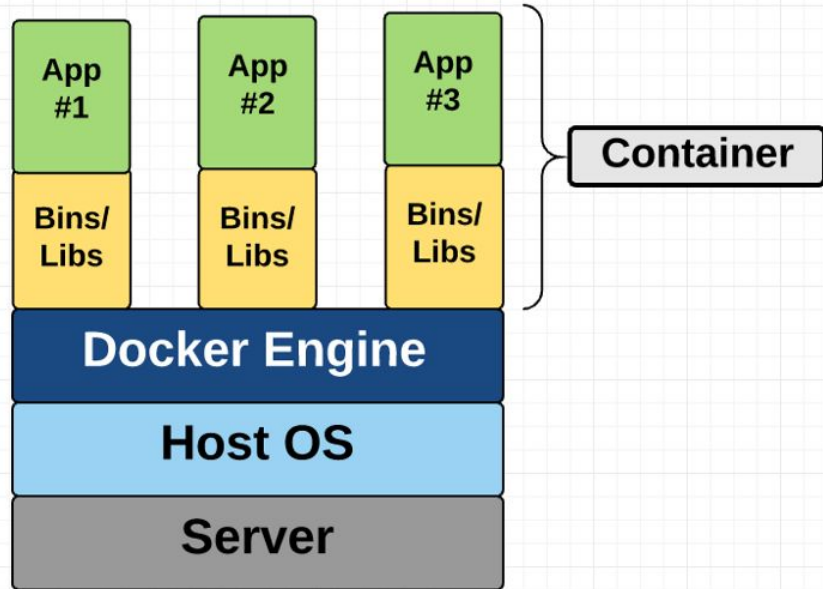 App
#1
App
#2
App
#3
Container
Bins/
Libs
Bins/
Libs
Bins/
Libs
Docker Engine
Host OS
Server